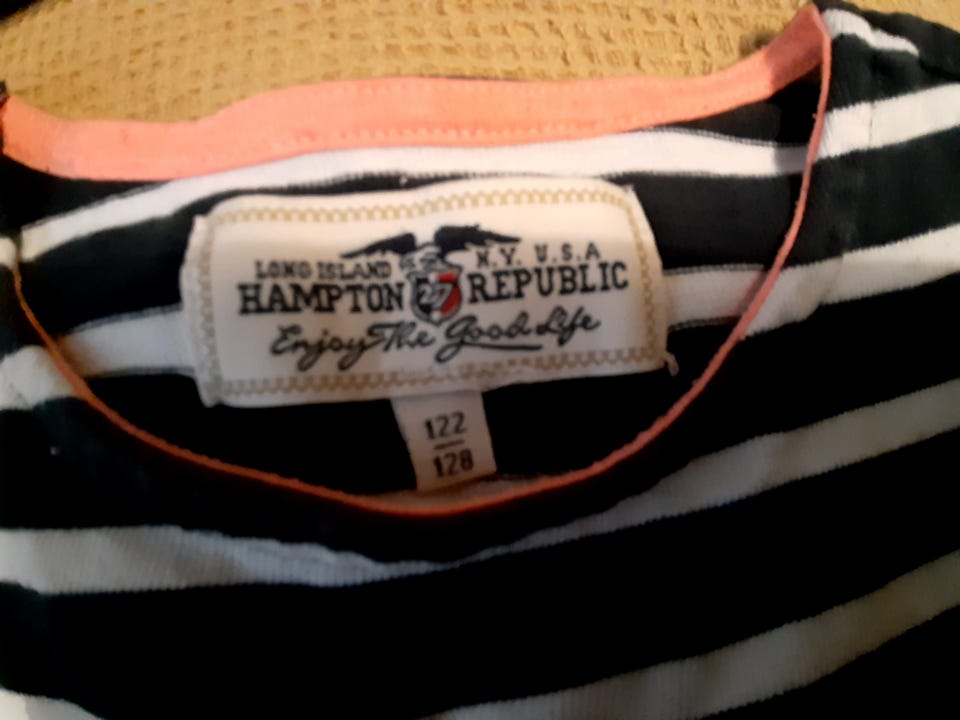 LONG ISLAND N.Y. U.S.A
HAMPTON 27 REPUBLIC
Enjoy The Good Life
122
128